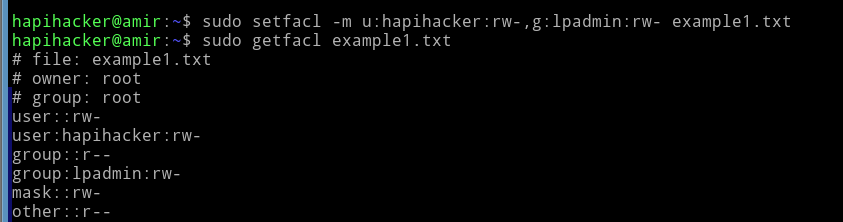 hapihacker@amir:~$ sudo setfacl -m u:hapihacker:rw-,g:lpadmin:rw- example1.txt
hapihacker@amir:~$ sudo getfacl example1.txt
# file: example1.txt
# owner: root
# group: root
user::rw-
user:hapihacker:rw-
group::r--
group:lpadmin:rw-
mask::rw-
other::r--